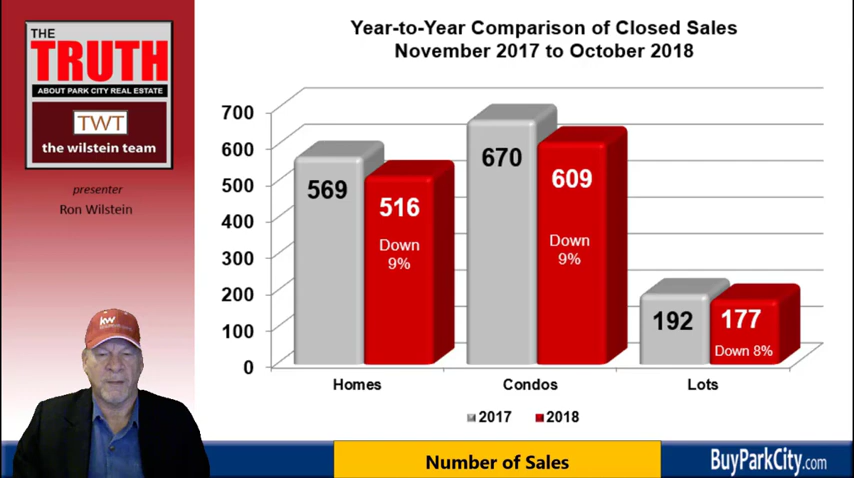 THE
TRUTH
ABOUT PARK CITY REAL ESTATE
TWT
the wilstein team
presenter
Ron Wilstein
kw
Year-to-Year Comparison of Closed Sales
November 2017 to October 2018
700
600
500
400
300
200
100
0
569
516
Down
9%
670
609
Down
9%
192
177
Down 8%
Homes
Condos
Lots
2017
2018
Number of Sales
BuyParkCity.com